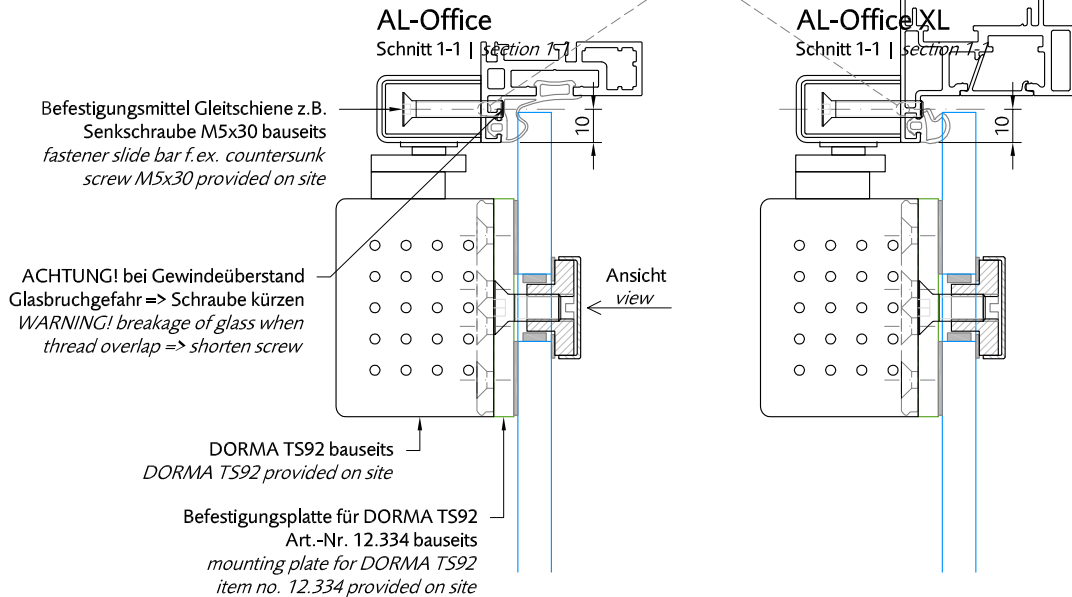 AL-Office
Schnitt 1-1 | section 1-1
AL-Office XL
Schnitt 1-1 | section 1-1
Befestigungsmittel Gleitschiene z.B.
Senkschraube M5x30 bauseits
fastener slide bar f.ex. countersunk
screw M5x30 provided on site
10
10
ACHTUNG! bei Gewindeüberstand
Glasbruchgefahr => Schraube kürzen
WARNING! breakage of glass when
thread overlap => shorten screw
Ansicht
view
DORMA TS92 bauseits
DORMA TS92 provided on site
Befestigungsplatte für DORMA TS92
Art.-Nr. 12.334 bauseits
mounting plate for DORMA TS92
item no. 12.334 provided on site